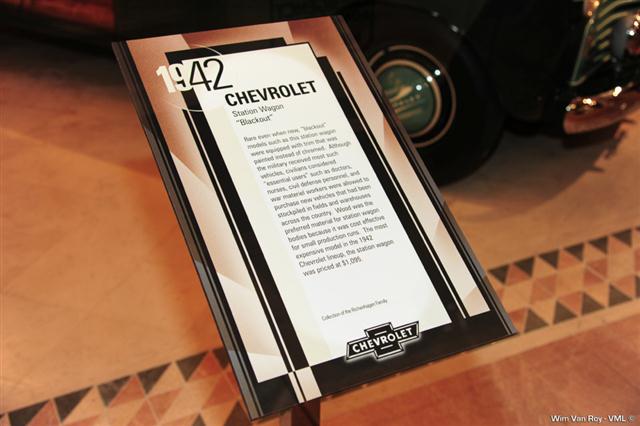 1942
CHEVROLET
Station Wagon
"Blackout"
Rare even when new, "blackout"
models such as this station wagon
were equipped with trim that was
painted instead of chromed. Although
the military received most such
vehicles, civilians considered
"essential users" such as doctors,
nurses, civil defense personnel, and
war materiel workers were allowed to
purchase new vehicles that had been
stockpiled in fields and warehouses
across the country. Wood was the
preferred material for station wagon
bodies because it was cost effective
for small production runs. The most
expensive model in the 1942
Chevrolet lineup, the station wagon
was priced at $1,095.
Collection of the Richenhagen Family
CHEVROLET
Wim Van Roy - VML ©